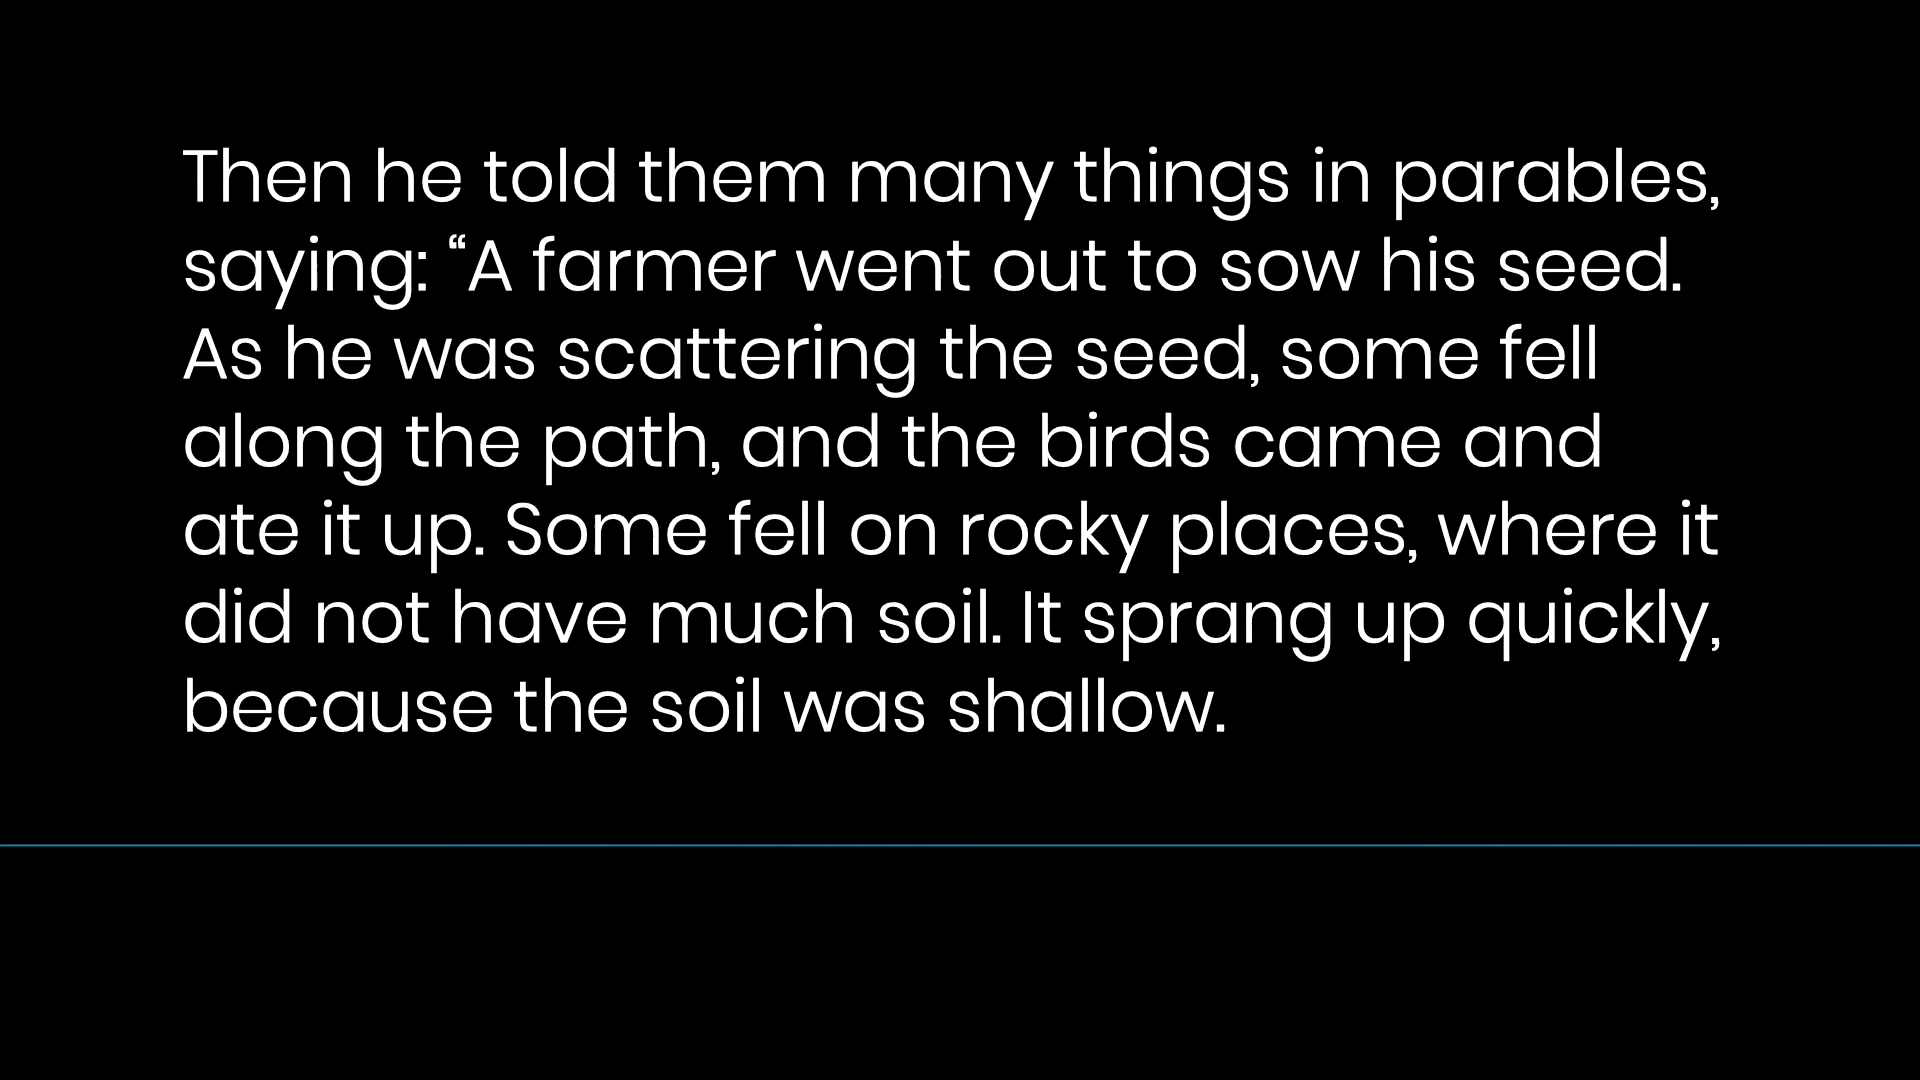 Then he told them many things in parables,
saying: “A farmer went out to sow his seed.
As he was scattering the seed, some fell
along the path, and the birds came and
ate it up. Some fell on rocky places, where it
did not have much soil. It sprang up quickly,
because the soil was shallow.